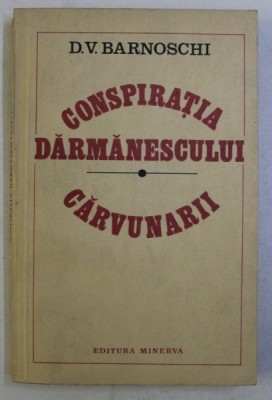 D.V. BARNOSCHI
CONSPIRAȚIA
DĂRMĂNESCULUI
CĂRVUNARII
EDITURA MINERVA